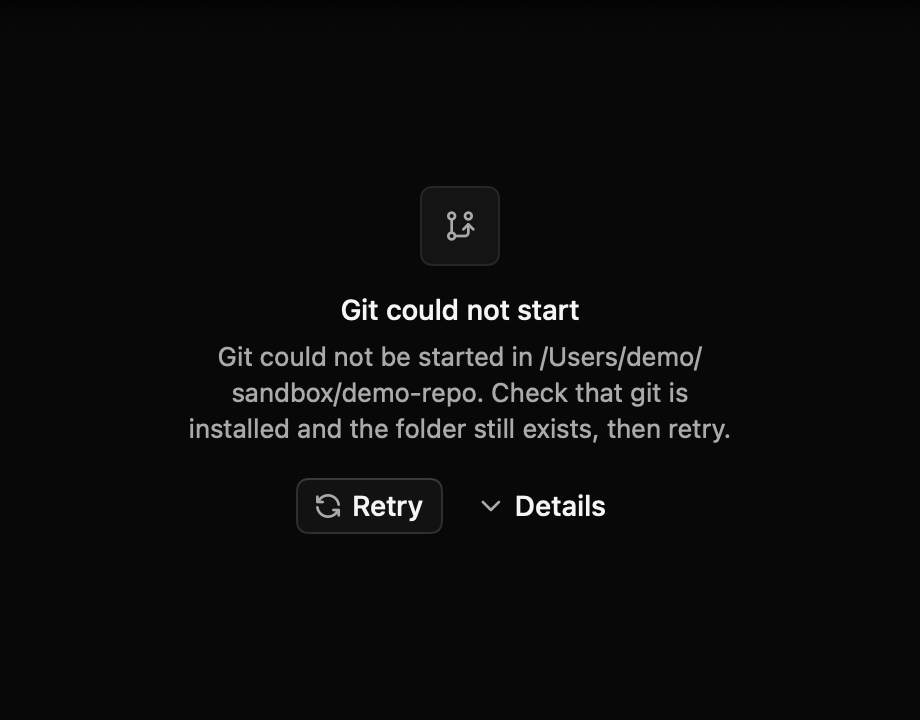 Git could not start
Git could not be started in /Users/demo/
sandbox/demo-repo. Check that git is
installed and the folder still exists, then retry.
Retry
Details